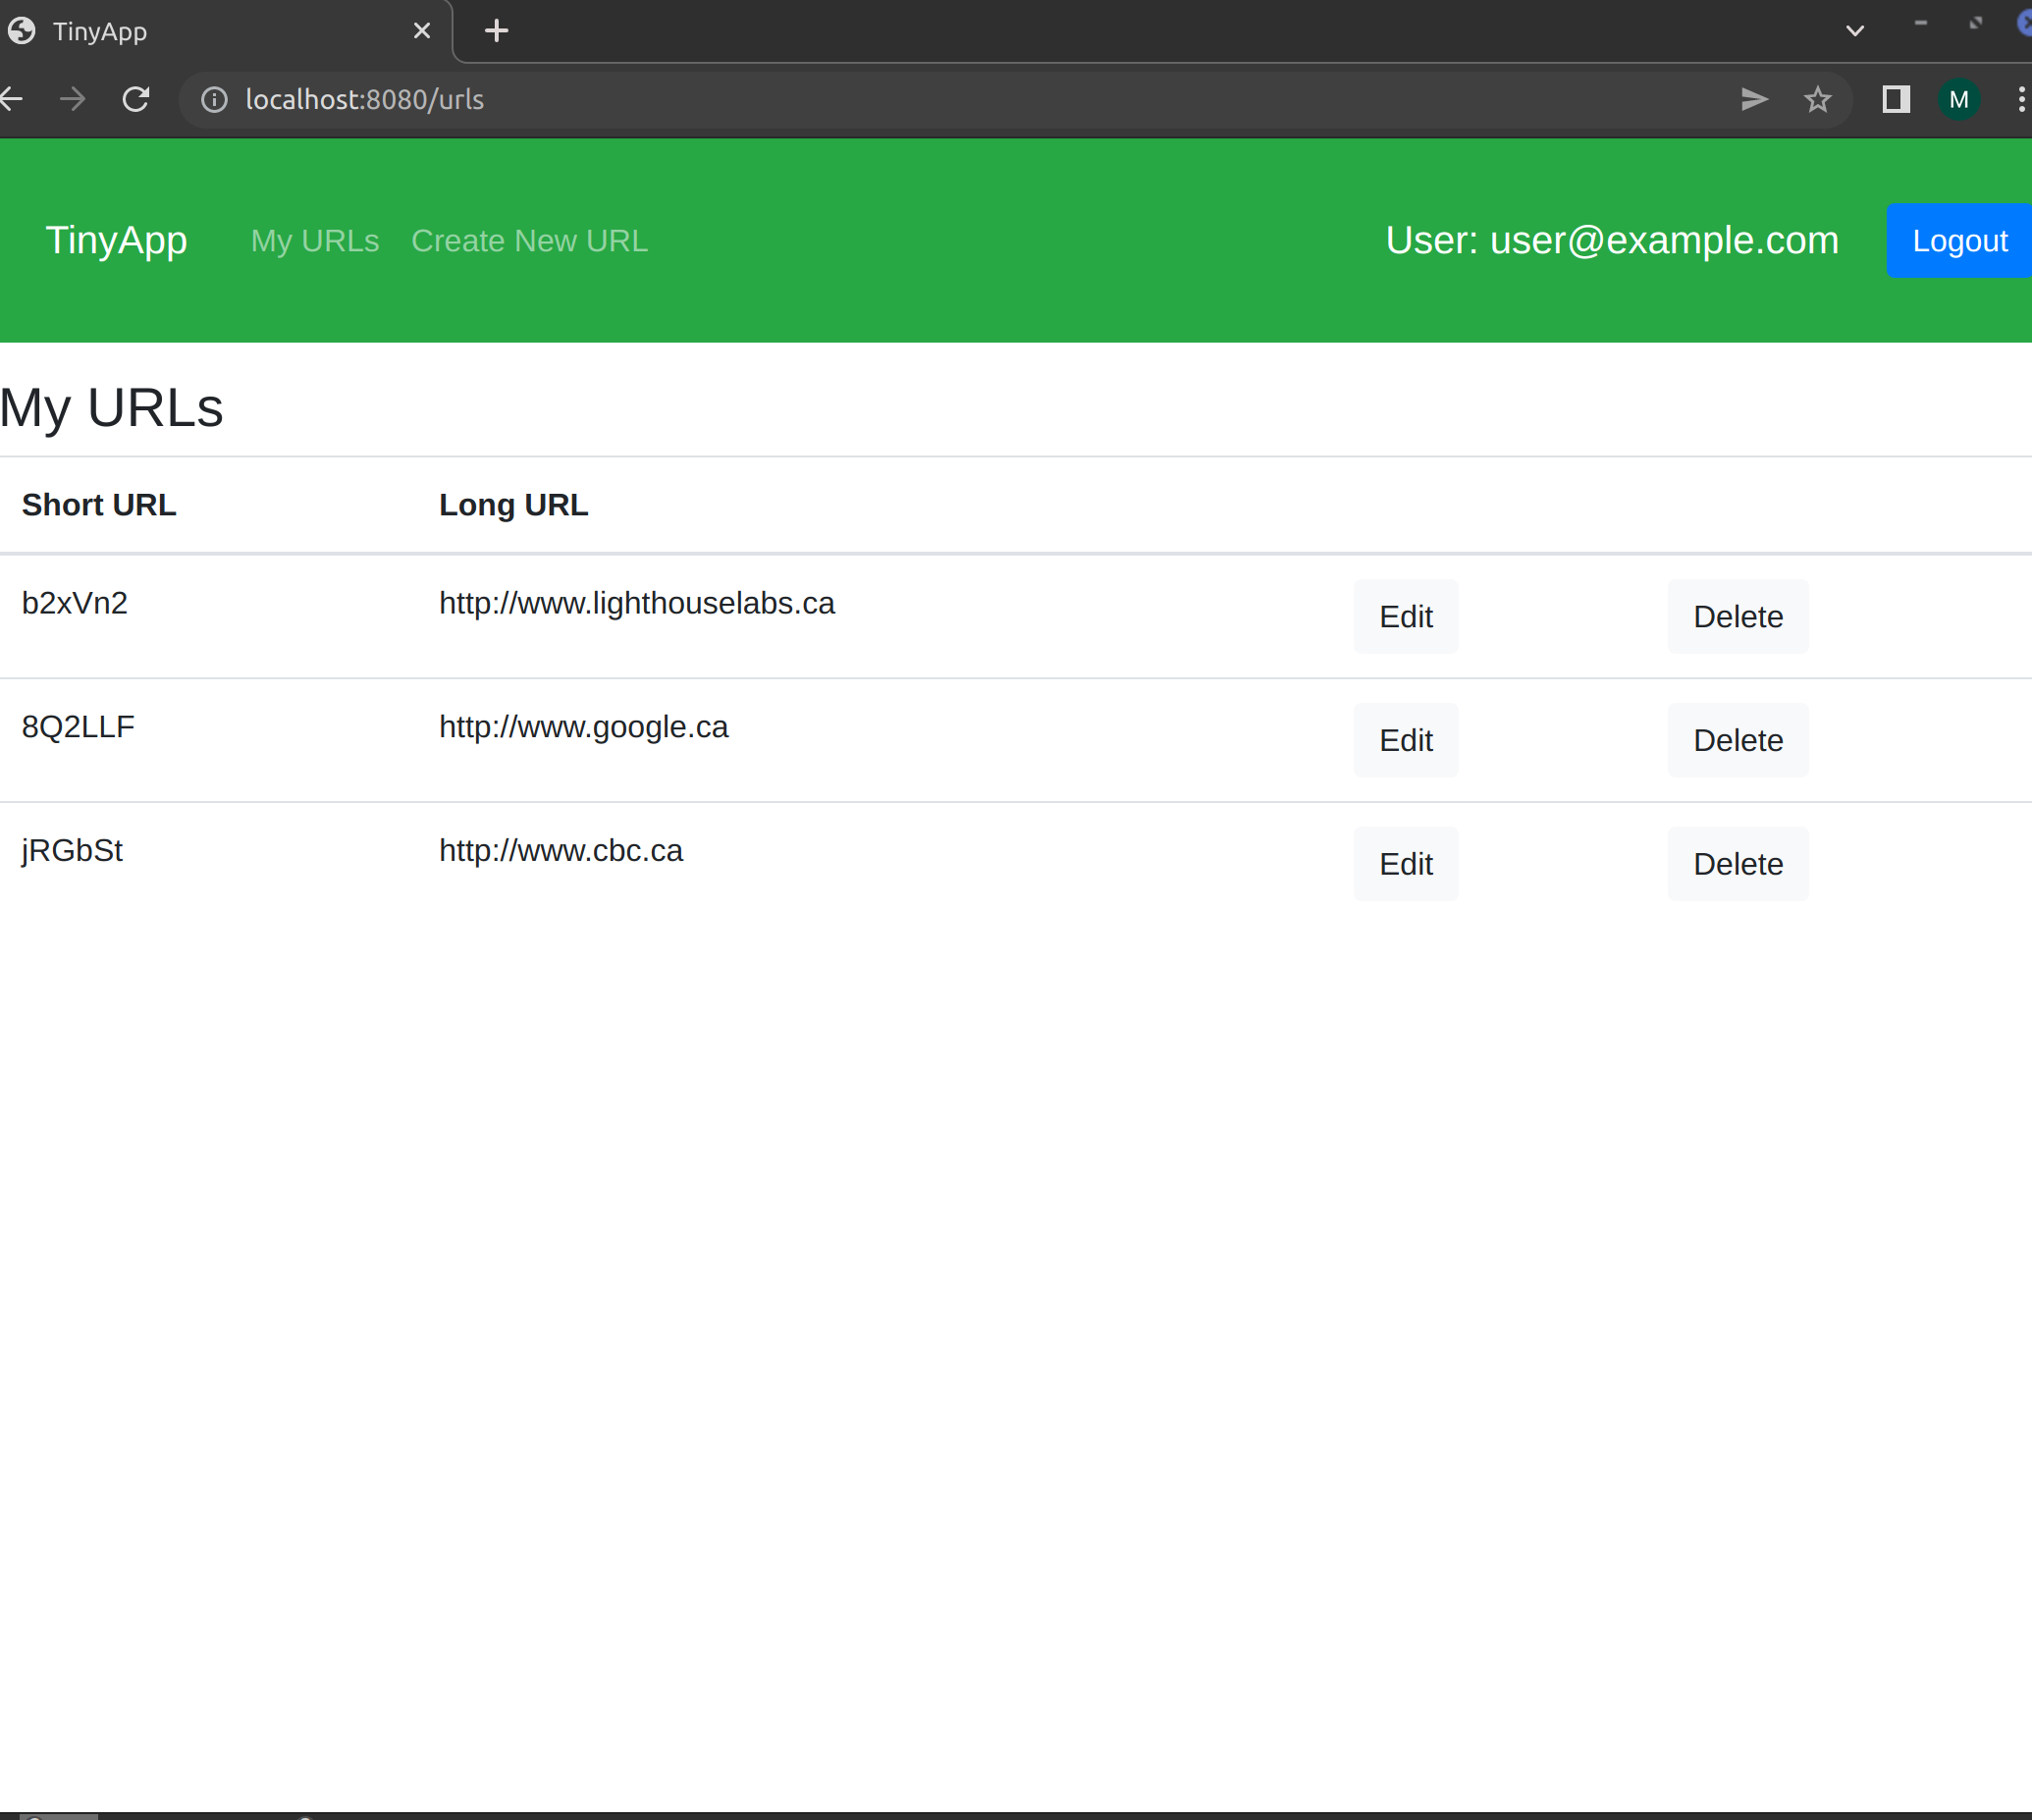 TinyApp
localhost:8080/urls
M
TinyApp My URLs Create New URL User: user@example.com Logout
My URLs
Short URL Long URL
b2xVn2 http://www.lighthouselabs.ca Edit Delete
8Q2LLF http://www.google.ca Edit Delete
jRGbSt http://www.cbc.ca Edit Delete